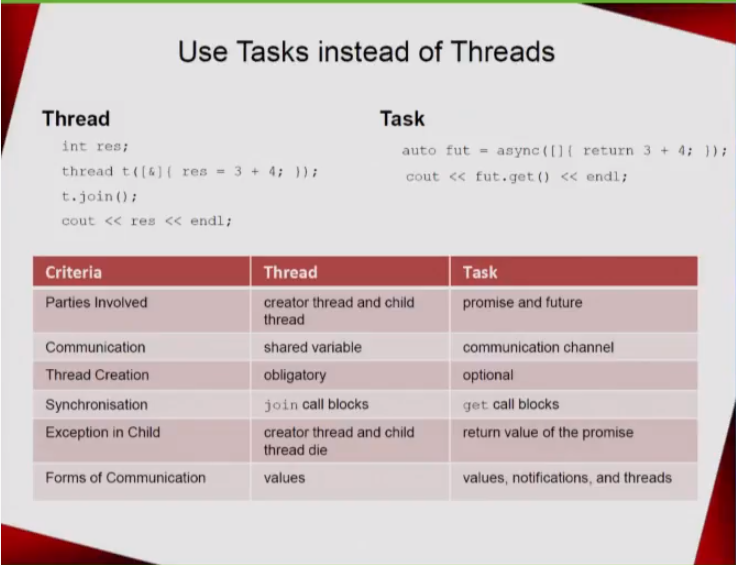 Use Tasks instead of Threads
Thread
int res;
thread t([&]{ res = 3 + 4; });
t.join();
cout << res << endl;
Task
auto fut = async([]{ return 3 + 4; });
cout << fut.get() << endl;
Criteria Thread Task
Parties Involved creator thread and child promise and future
thread
Communication shared variable communication channel
Thread Creation obligatory optional
Synchronisation join call blocks get call blocks
Exception in Child creator thread and child return value of the promise
thread die
Forms of Communication values values, notifications, and threads